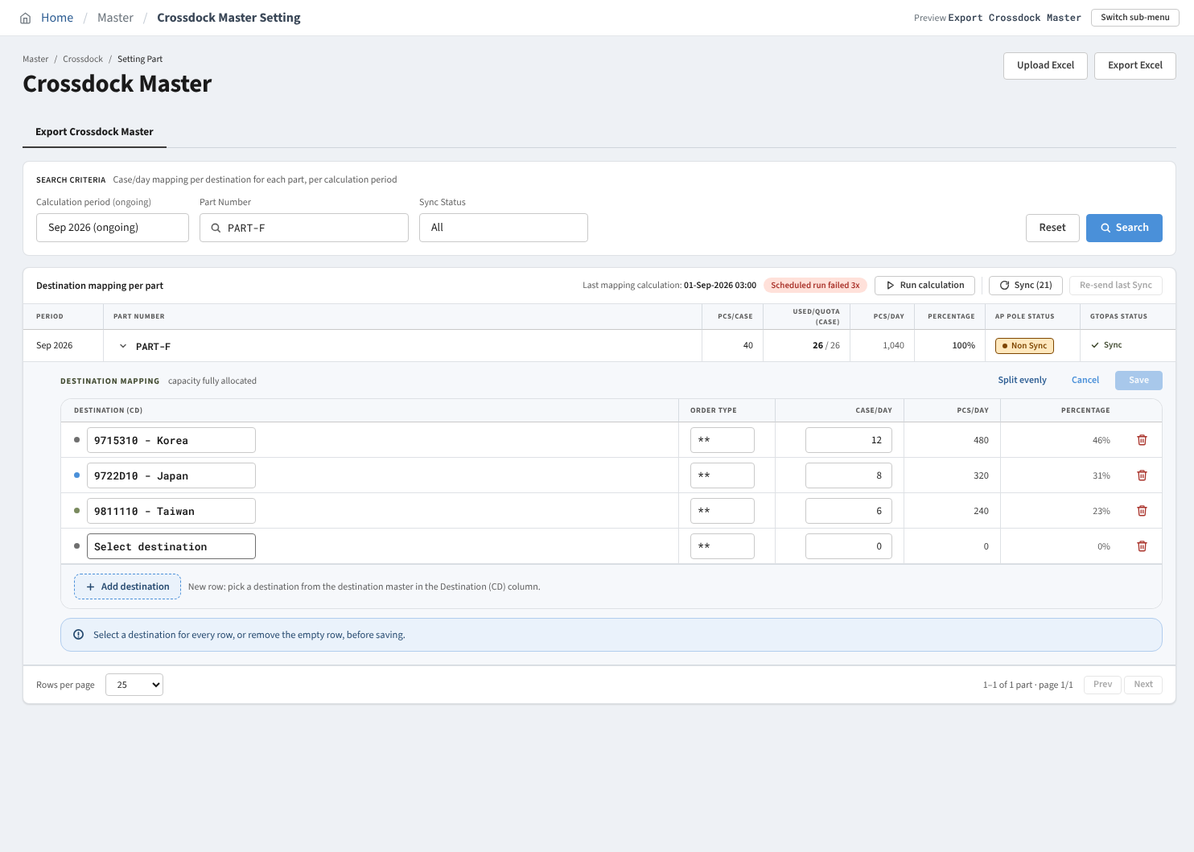 Home / Master / Crossdock Master Setting
Preview Export Crossdock Master Switch sub-menu
Master / Crossdock / Setting Part
Crossdock Master
Upload Excel Export Excel
Export Crossdock Master
SEARCH CRITERIA Case/day mapping per destination for each part, per calculation period
Calculation period (ongoing) Part Number Sync Status
Sep 2026 (ongoing) PART-F All Reset Search
Destination mapping per part Last mapping calculation: 01-Sep-2026 03:00 Scheduled run failed 3x Run calculation Sync (21) Re-send last Sync
PERIOD PART NUMBER PCS/CASE USED/QUOTA (CASE) PCS/DAY PERCENTAGE AP POLE STATUS GTOPAS STATUS
Sep 2026 PART-F 40 26 / 26 1,040 100% Non Sync Sync
DESTINATION MAPPING capacity fully allocated Split evenly Cancel Save
DESTINATION (CD) ORDER TYPE CASE/DAY PCS/DAY PERCENTAGE
9715310 - Korea ** 12 480 46%
9722D10 - Japan ** 8 320 31%
9811110 - Taiwan ** 6 240 23%
Select destination ** 0 0 0%
+ Add destination New row: pick a destination from the destination master in the Destination (CD) column.
Select a destination for every row, or remove the empty row, before saving.
Rows per page 25 1–1 of 1 part · page 1/1 Prev Next